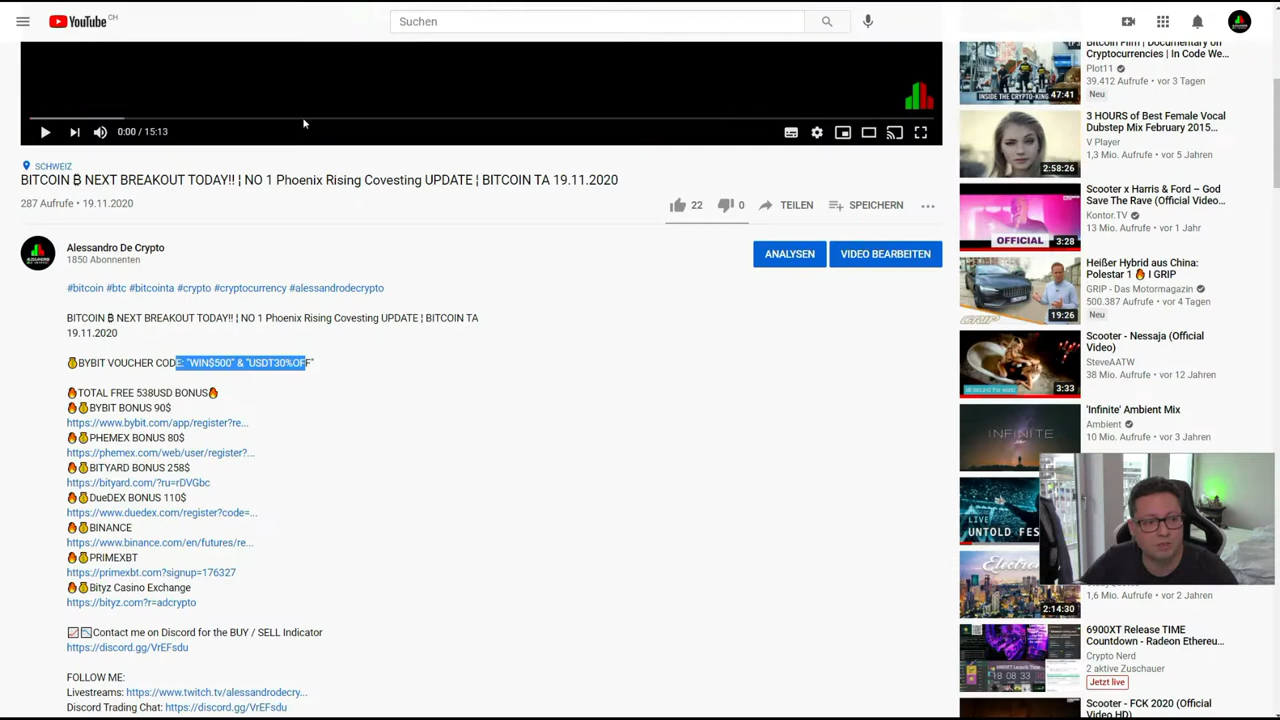 YouTube CH
Suchen
0:00 / 15:13
SCHWEIZ
BITCOIN ₿ NEXT BREAKOUT TODAY!! ¦ NO 1 Phoenix Rising Covesting UPDATE ¦ BITCOIN TA 19.11.2020
287 Aufrufe • 19.11.2020
22
0
TEILEN
SPEICHERN
Alessandro De Crypto
1850 Abonnenten
ANALYSEN
VIDEO BEARBEITEN
#bitcoin #btc #bitcointa #crypto #cryptocurrency #alessandrodecrypto
BITCOIN ₿ NEXT BREAKOUT TODAY!! ¦ NO 1 Phoenix Rising Covesting UPDATE ¦ BITCOIN TA
19.11.2020
💰BYBIT VOUCHER CODE: "WIN$500" & "USDT30%OFF"
🔥TOTAL FREE 538USD BONUS🔥
🔥💰BYBIT BONUS 90$
https://www.bybit.com/app/register?re...
🔥💰PHEMEX BONUS 80$
https://phemex.com/web/user/register?...
🔥💰BITYARD BONUS 258$
https://bityard.com/?ru=rDVGbc
🔥💰DueDEX BONUS 110$
https://www.duedex.com/register?code=...
🔥💰BINANCE
https://www.binance.com/en/futures/re...
🔥💰PRIMEXBT
https://primexbt.com?signup=176327
🔥💰Bityz Casino Exchange
https://bityz.com?r=adcrypto
📈📉Contact me on Discord for the BUY / SELL Indicator
https://discord.gg/VrEFsdu
FOLLOW ME:
Livestreams: https://www.twitch.tv/alessandrodecry...
Discord Trading Chat: https://discord.gg/VrEFsdu
Bitcoin Film | Documentary on
Cryptocurrencies | In Code We...
Plot11
39.412 Aufrufe • vor 3 Tagen
Neu
INSIDE THE CRYPTO-KING
47:41
3 HOURS of Best Female Vocal
Dubstep Mix February 2015...
V Player
1,3 Mio. Aufrufe • vor 5 Jahren
2:58:26
Scooter x Harris & Ford – God
Save The Rave (Official Video...
Kontor.TV
13 Mio. Aufrufe • vor 1 Jahr
OFFICIAL
3:28
Heißer Hybrid aus China:
Polestar 1 🔥 I GRIP
GRIP - Das Motormagazin
500.387 Aufrufe • vor 4 Tagen
Neu
GRIP
19:26
Scooter - Nessaja (Official
Video)
SteveAATW
38 Mio. Aufrufe • vor 12 Jahren
all around the world
3:33
'Infinite' Ambient Mix
Ambient
10 Mio. Aufrufe • vor 3 Jahren
INFINITE
LIVE
UNTOLD FES
Electron
1,6 Mio. Aufrufe • vor 2 Jahren
2:14:30
6900XT Release TIME
Countdown - Radeon Ethereu...
Crypto Nerd
2 aktive Zuschauer
Jetzt live
Scooter - FCK 2020 (Official
Video HD)